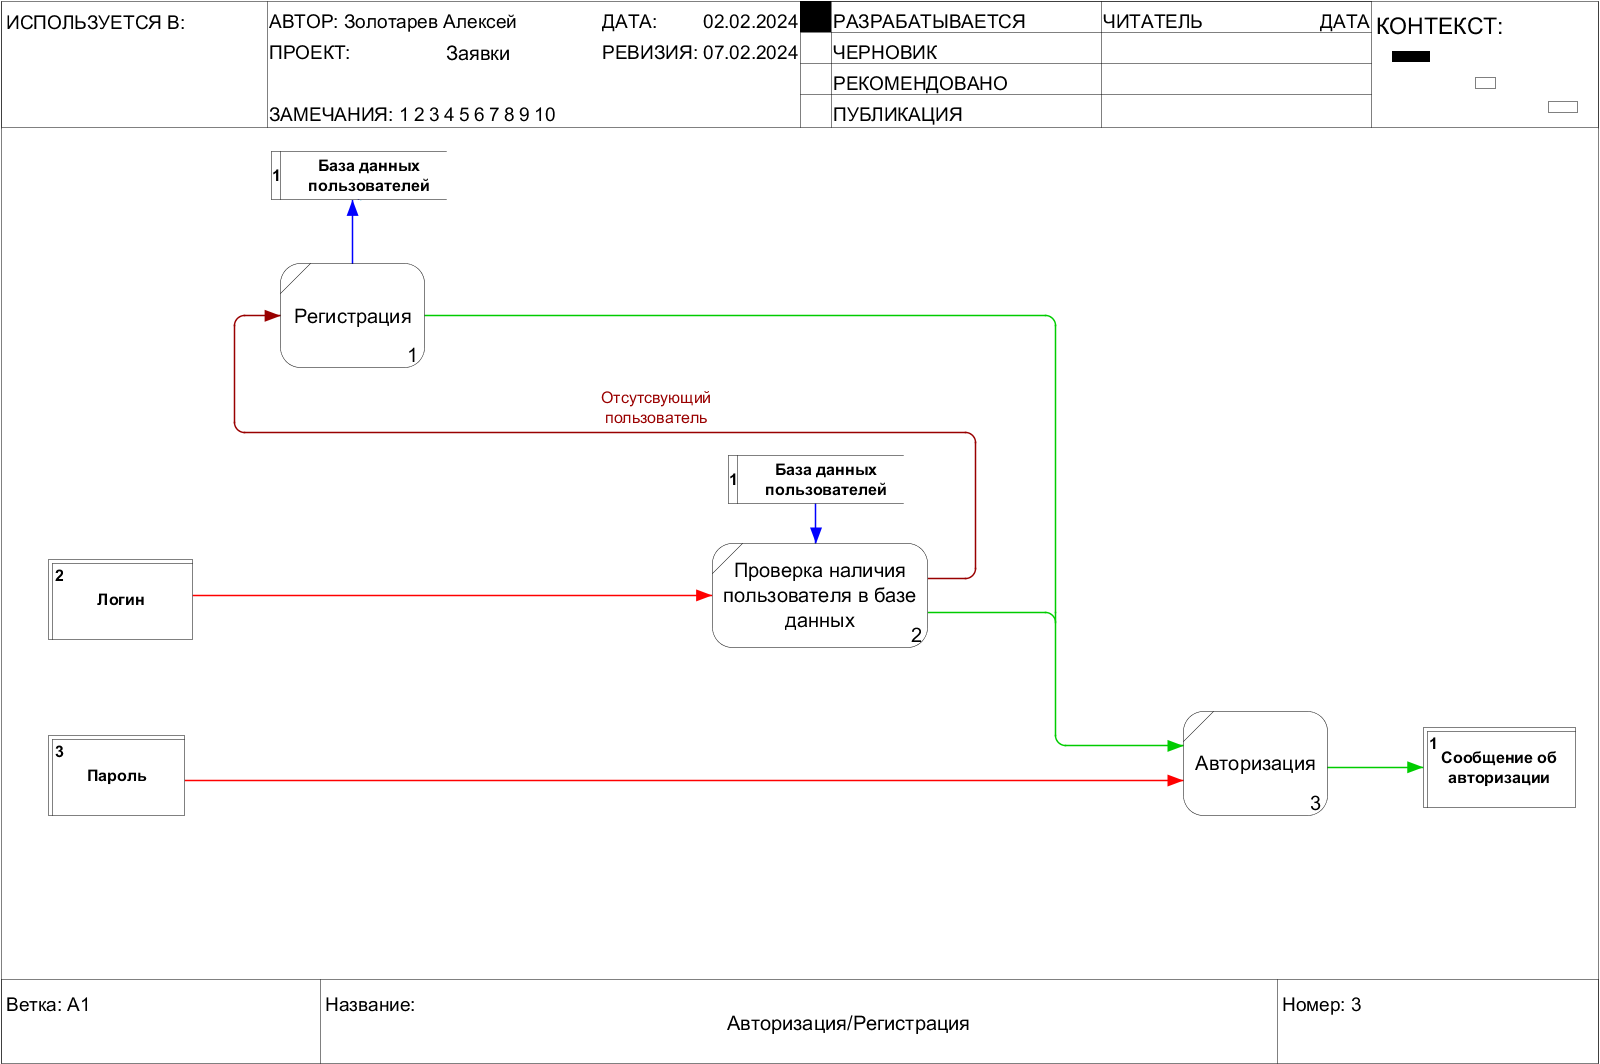 ИСПОЛЬЗУЕТСЯ В:
АВТОР: Золотарев Алексей
ДАТА: 02.02.2024
ПРОЕКТ: Заявки
РЕВИЗИЯ: 07.02.2024
ЗАМЕЧАНИЯ: 1 2 3 4 5 6 7 8 9 10
РАЗРАБАТЫВАЕТСЯ
ЧЕРНОВИК
РЕКОМЕНДОВАНО
ПУБЛИКАЦИЯ
ЧИТАТЕЛЬ
ДАТА
КОНТЕКСТ:
1
База данных
пользователей
Регистрация
1
Отсутсвующий
пользователь
1
База данных
пользователей
2
Логин
Проверка наличия
пользователя в базе
данных
2
3
Пароль
Авторизация
3
1
Сообщение об
авторизации
Ветка: A1
Название:
Авторизация/Регистрация
Номер: 3